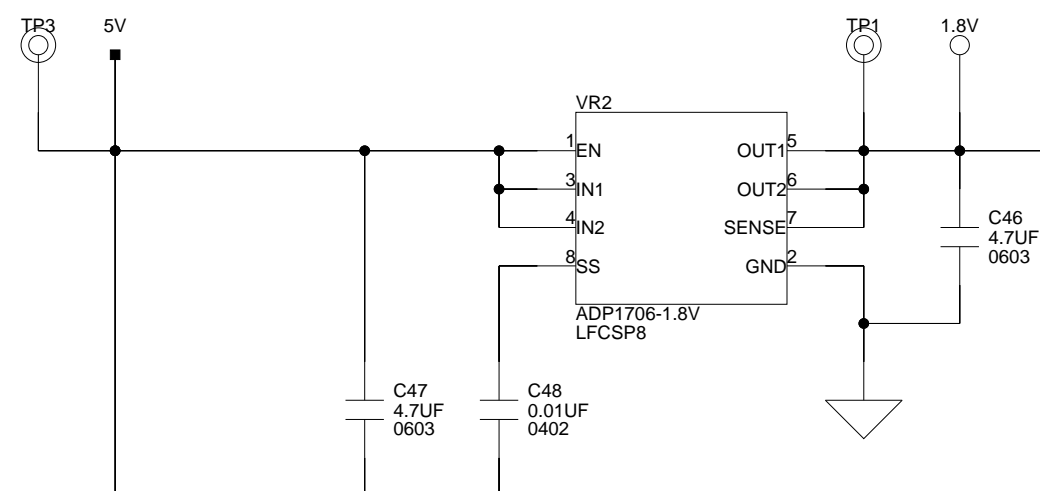 TP3
5V
TP1
1.8V
VR2
1
EN
OUT1
5
3
IN1
OUT2
6
4
IN2
SENSE
7
8
SS
GND
2
ADP1706-1.8V
LFCSP8
C46
4.7UF
0603
C47
4.7UF
0603
C48
0.01UF
0402